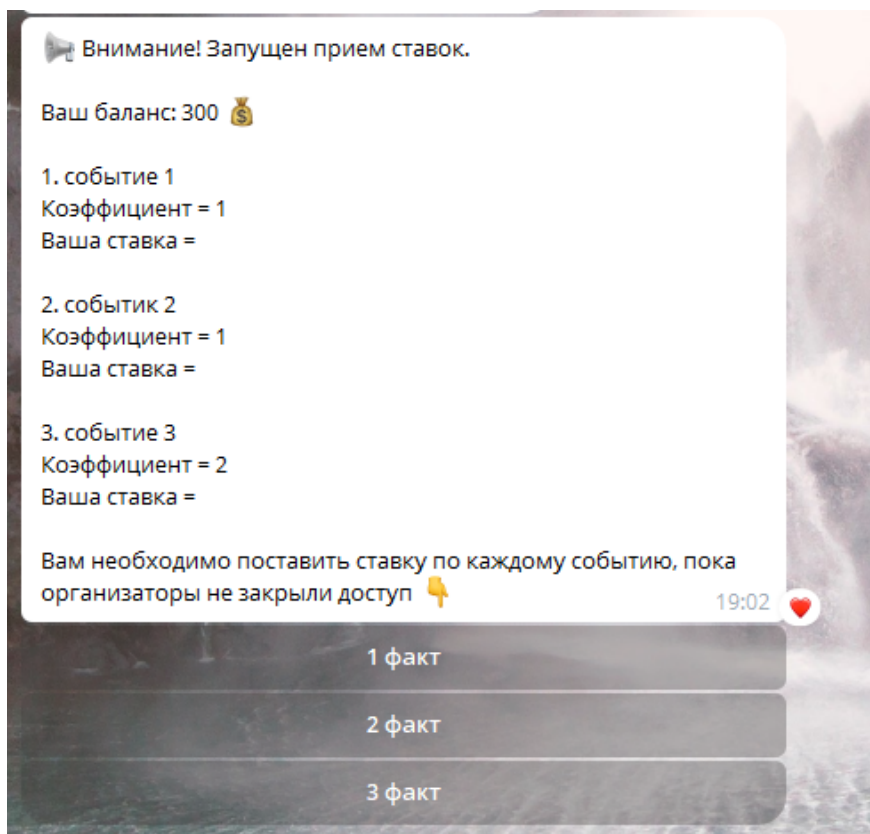 Внимание! Запущен прием ставок.
Ваш баланс: 300
1. событие 1
Коэффициент = 1
Ваша ставка =
2. событик 2
Коэффициент = 1
Ваша ставка =
3. событие 3
Коэффициент = 2
Ваша ставка =
Вам необходимо поставить ставку по каждому событию, пока
организаторы не закрыли доступ
19:02
1 факт
2 факт
3 факт